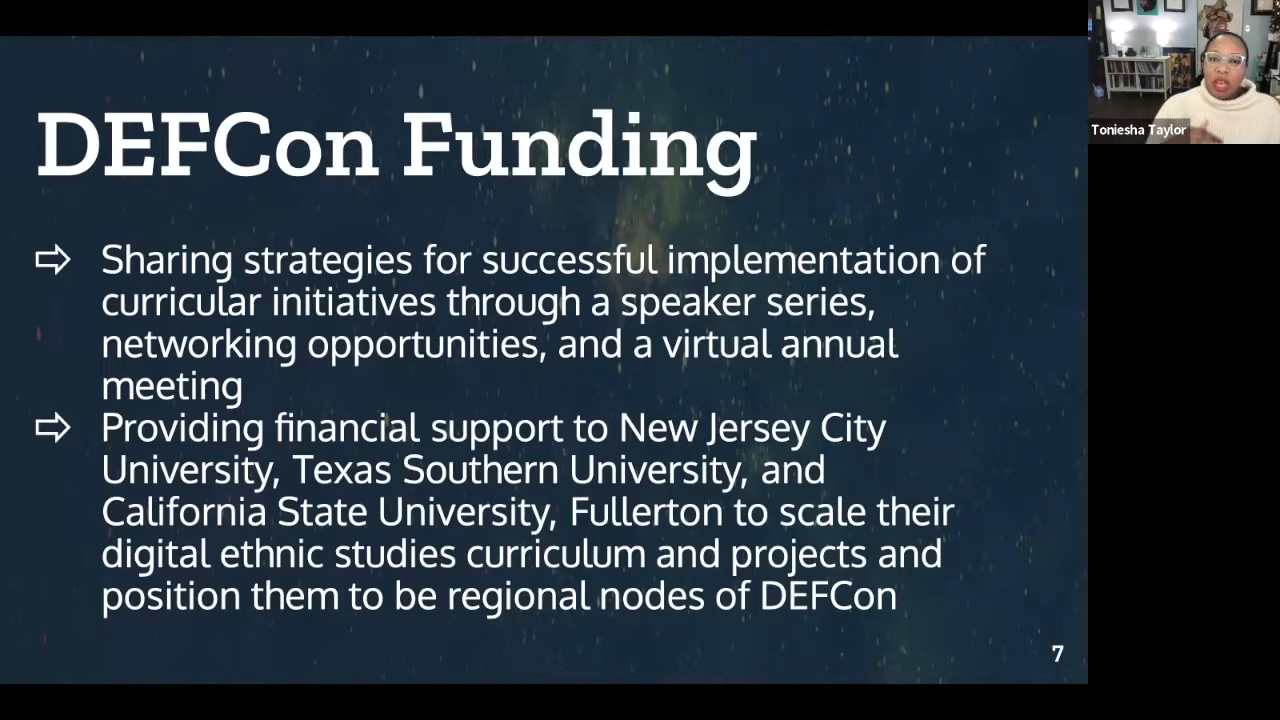 DEFCon Funding
⇨ Sharing strategies for successful implementation of
curricular initiatives through a speaker series,
networking opportunities, and a virtual annual
meeting
⇨ Providing financial support to New Jersey City
University, Texas Southern University, and
California State University, Fullerton to scale their
digital ethnic studies curriculum and projects and
position them to be regional nodes of DEFCon
7
Toniesha Taylor